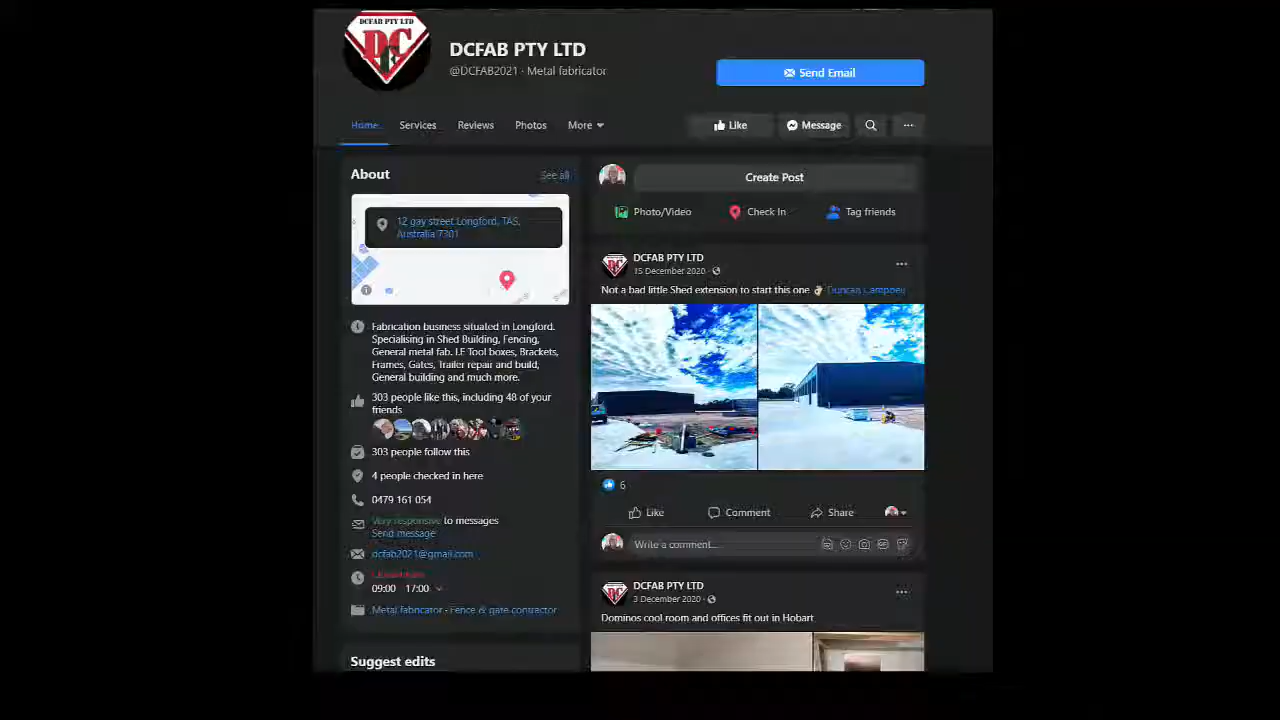 DCFAB PTY LTD
DCFAB PTY LTD
@DCFAB2021 · Metal fabricator
Send Email
Home
Services
Reviews
Photos
More
Like
Message
About
See all
12 gay street Longford, TAS,
Australia 7301
Fabrication business situated in Longford.
Specialising in Shed Building, Fencing,
General metal fab. I.E Tool boxes, Brackets,
Frames, Gates, Trailer repair and build,
General building and much more.
303 people like this, including 48 of your
friends
303 people follow this
4 people checked in here
0479 161 054
Very responsive to messages
Send message
dcfab2021@gmail.com
09:00 17:00
Metal fabricator · Fence & gate contractor
Suggest edits
Create Post
Photo/Video
Check In
Tag friends
DCFAB PTY LTD
15 December 2020 ·
Not a bad little Shed extension to start this one 👌 Duncan Campney
6
Like
Comment
Share
Write a comment...
DCFAB PTY LTD
3 December 2020 ·
Dominos cool room and offices fit out in Hobart